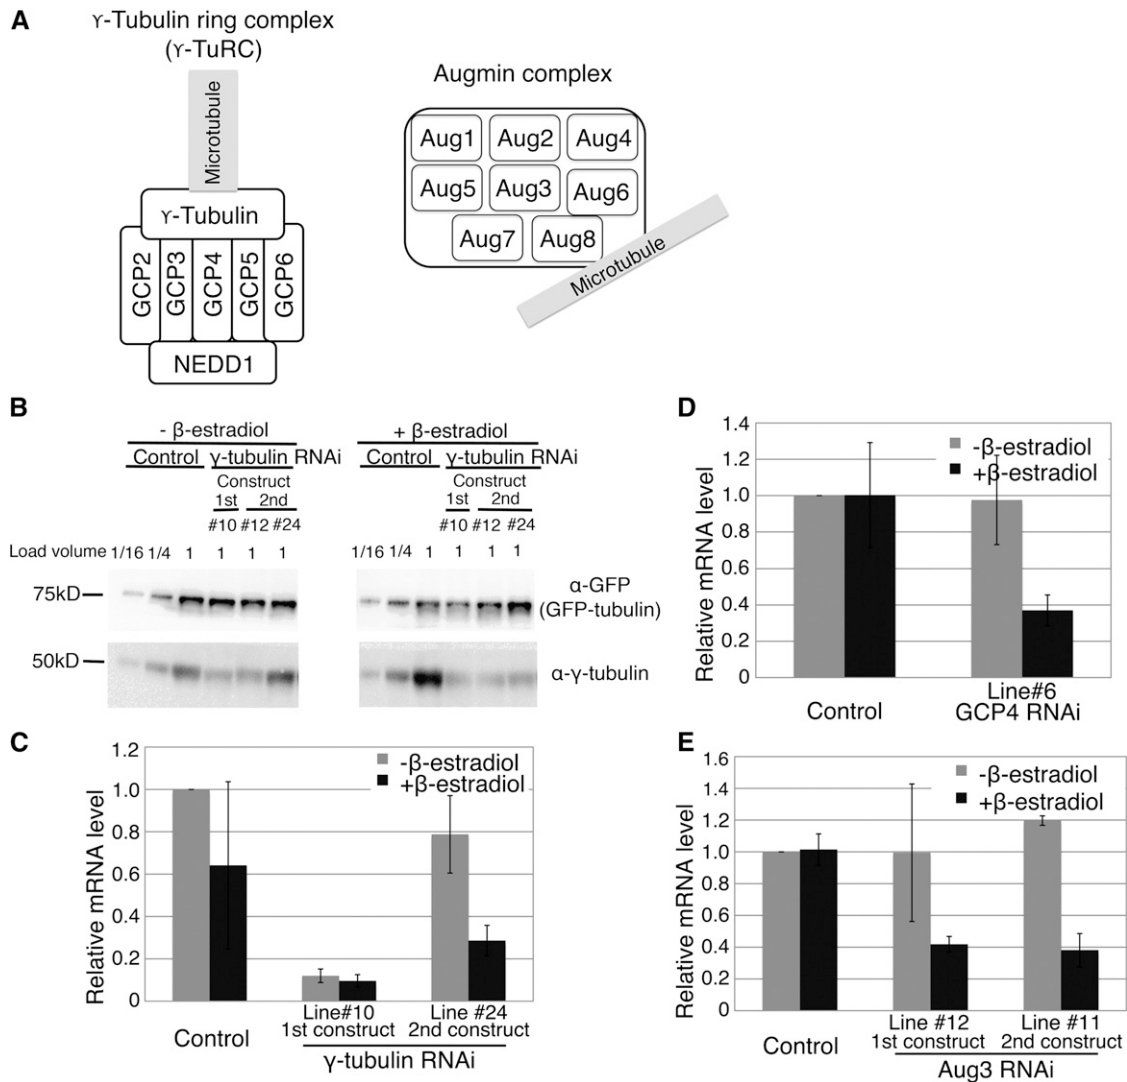 A
ɤ-Tubulin ring complex
(ɤ-TuRC)
Microtubule
ɤ-Tubulin
GCP2
GCP3
GCP4
GCP5
GCP6
NEDD1
Augmin complex
Aug1 Aug2 Aug4
Aug5 Aug3 Aug6
Aug7 Aug8
Microtubule
B
- β-estradiol
Control γ-tubulin RNAi
Construct
1st 2nd
#10 #12 #24
Load volume 1/16 1/4 1 1 1 1
+ β-estradiol
Control γ-tubulin RNAi
Construct
1st 2nd
#10 #12 #24
1/16 1/4 1 1 1 1
75kD
α-GFP
(GFP-tubulin)
50kD
α-γ-tubulin
C
Relative mRNA level
1.2
1.0
0.8
0.6
0.4
0.2
0
-β-estradiol
+β-estradiol
Control
Line#10
1st construct
Line #24
2nd construct
γ-tubulin RNAi
D
Relative mRNA level
1.4
1.2
1.0
0.8
0.6
0.4
0.2
0
-β-estradiol
+β-estradiol
Control
Line#6
GCP4 RNAi
E
Relative mRNA level
1.6
1.4
1.2
1.0
0.8
0.6
0.4
0.2
0
-β-estradiol
+β-estradiol
Control
Line #12
1st construct
Line #11
2nd construct
Aug3 RNAi